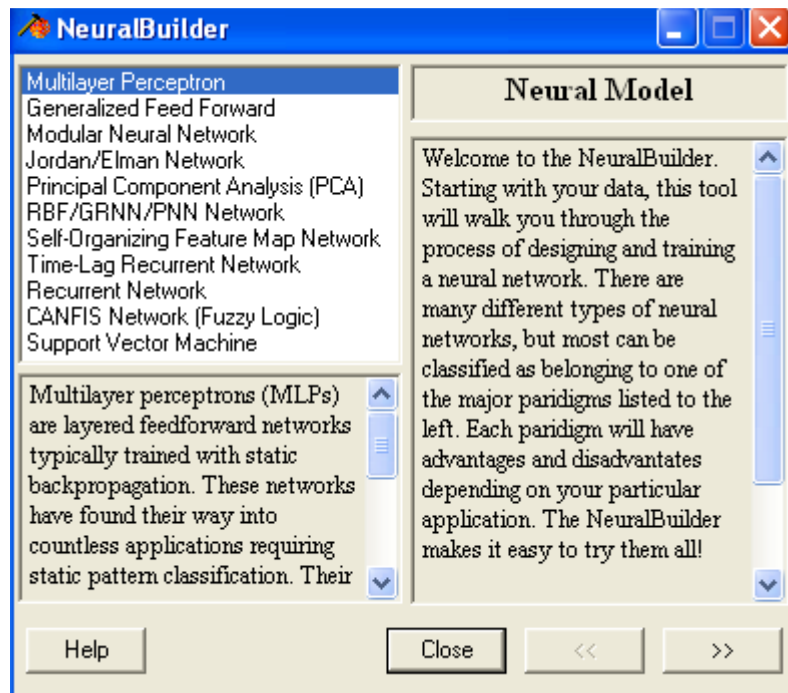 NeuralBuilder
Multilayer Perceptron
Generalized Feed Forward
Modular Neural Network
Jordan/Elman Network
Principal Component Analysis (PCA)
RBF/GRNN/PNN Network
Self-Organizing Feature Map Network
Time-Lag Recurrent Network
Recurrent Network
CANFIS Network (Fuzzy Logic)
Support Vector Machine
Multilayer perceptrons (MLPs)
are layered feedforward networks
typically trained with static
backpropagation. These networks
have found their way into
countless applications requiring
static pattern classification. Their
Neural Model
Welcome to the NeuralBuilder.
Starting with your data, this tool
will walk you through the
process of designing and training
a neural network. There are
many different types of neural
networks, but most can be
classified as belonging to one of
the major paridigms listed to the
left. Each paridigm will have
advantages and disadvantates
depending on your particular
application. The NeuralBuilder
makes it easy to try them all!
Help
Close
<<
>>